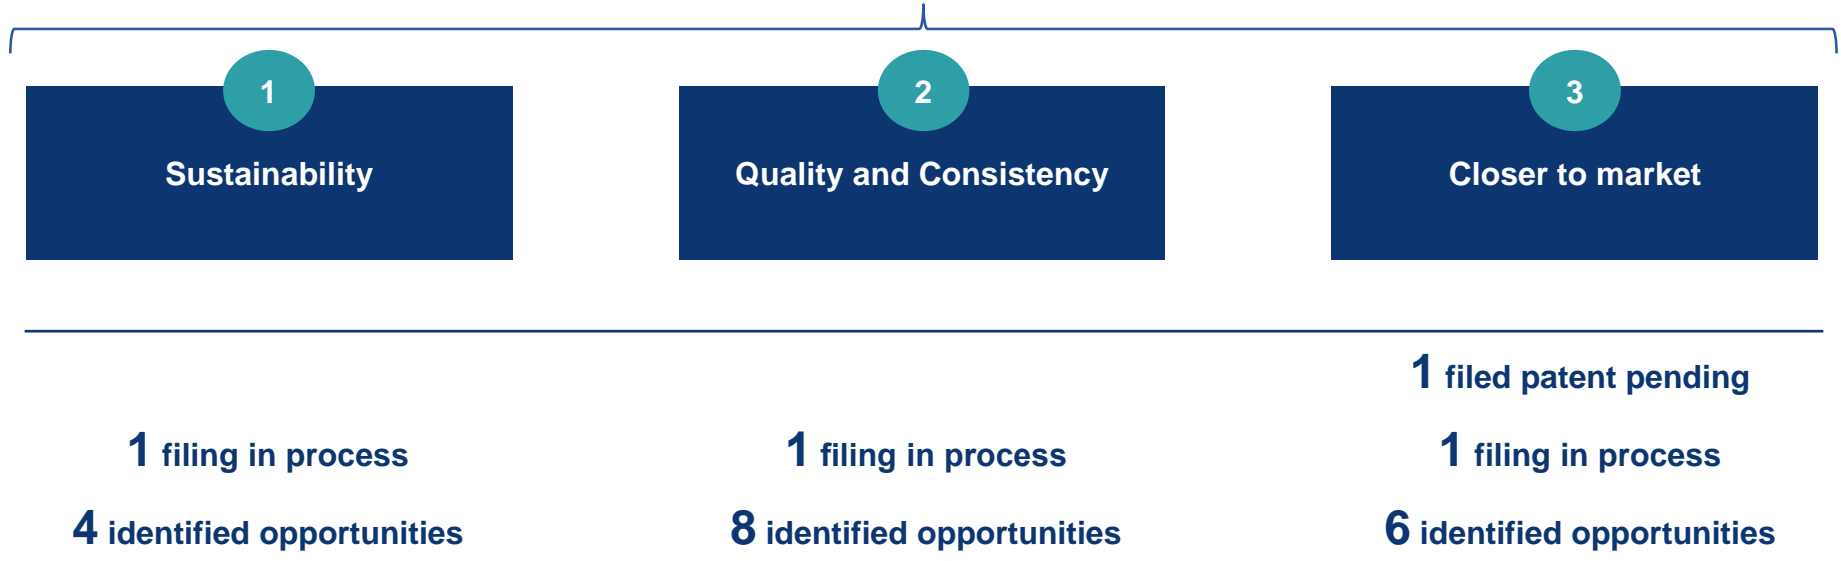 1
Sustainability
2
Quality and Consistency
3
Closer to market
1 filing in process
4 identified opportunities
1 filing in process
8 identified opportunities
1 filed patent pending
1 filing in process
6 identified opportunities